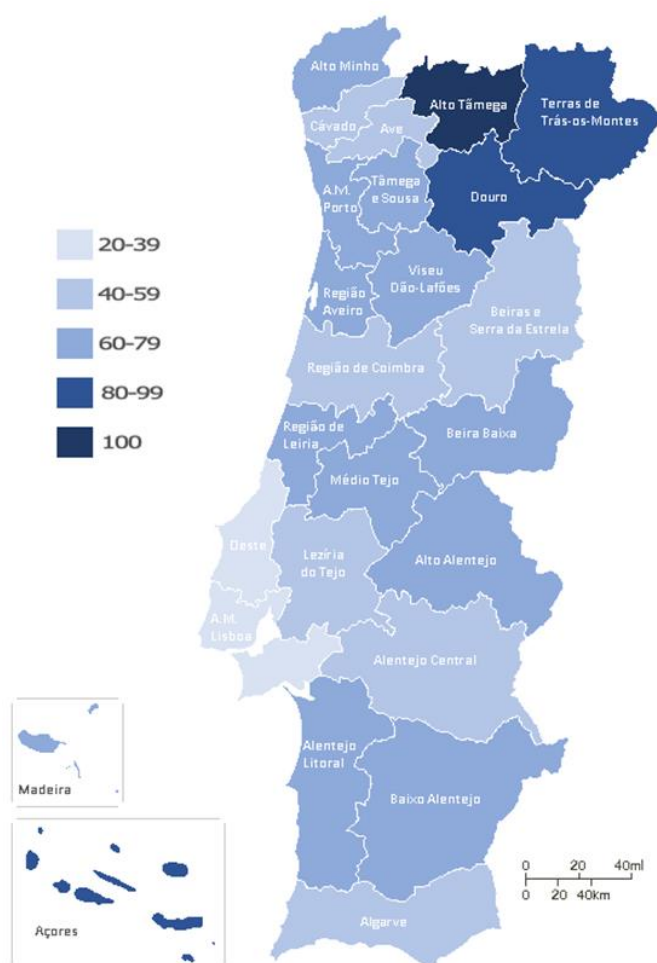 Alto Minho
Alto Tâmega
Terras de
Trás-os-Montes
Cávado
Ave
A.M.
Porto
Tâmega
e Sousa
Douro
20-39
40-59
60-79
80-99
100
Viseu
Dão-Lafões
Região
Aveiro
Beiras e
Serra da Estrela
Região de Coimbra
Região de
Leiria
Beira Baixa
Médio Tejo
Oeste
Lezíria
do Tejo
Alto Alentejo
A.M.
Lisboa
Alentejo Central
Alentejo
Litoral
Baixo Alentejo
Madeira
0 20 40ml
0 20 40km
Açores
Algarve